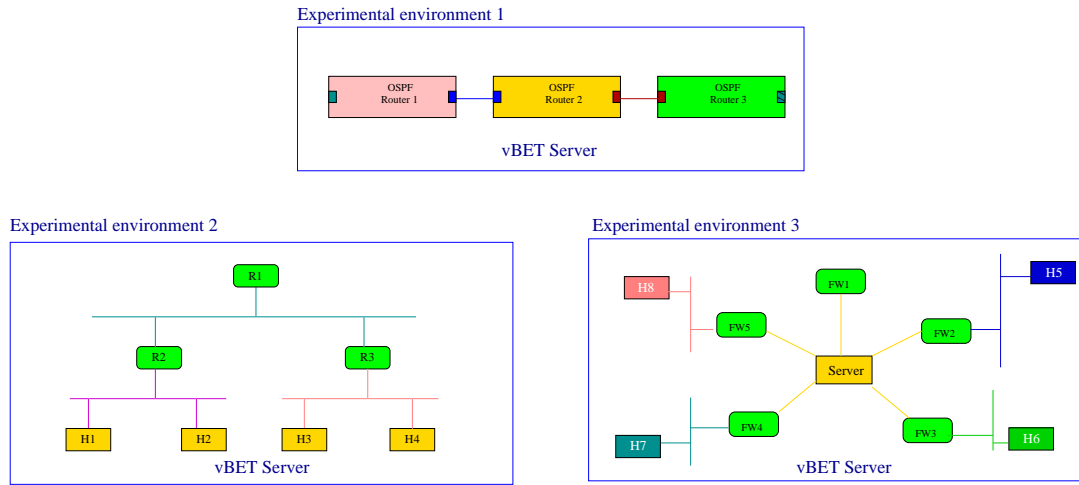 Experimental environment 1
OSPF
Router 1
OSPF
Router 2
OSPF
Router 3
vBET Server
Experimental environment 2
R1
R2
R3
H1
H2
H3
H4
vBET Server
Experimental environment 3
H8
FW1
H5
FW5
FW2
Server
FW4
FW3
H7
H6
vBET Server